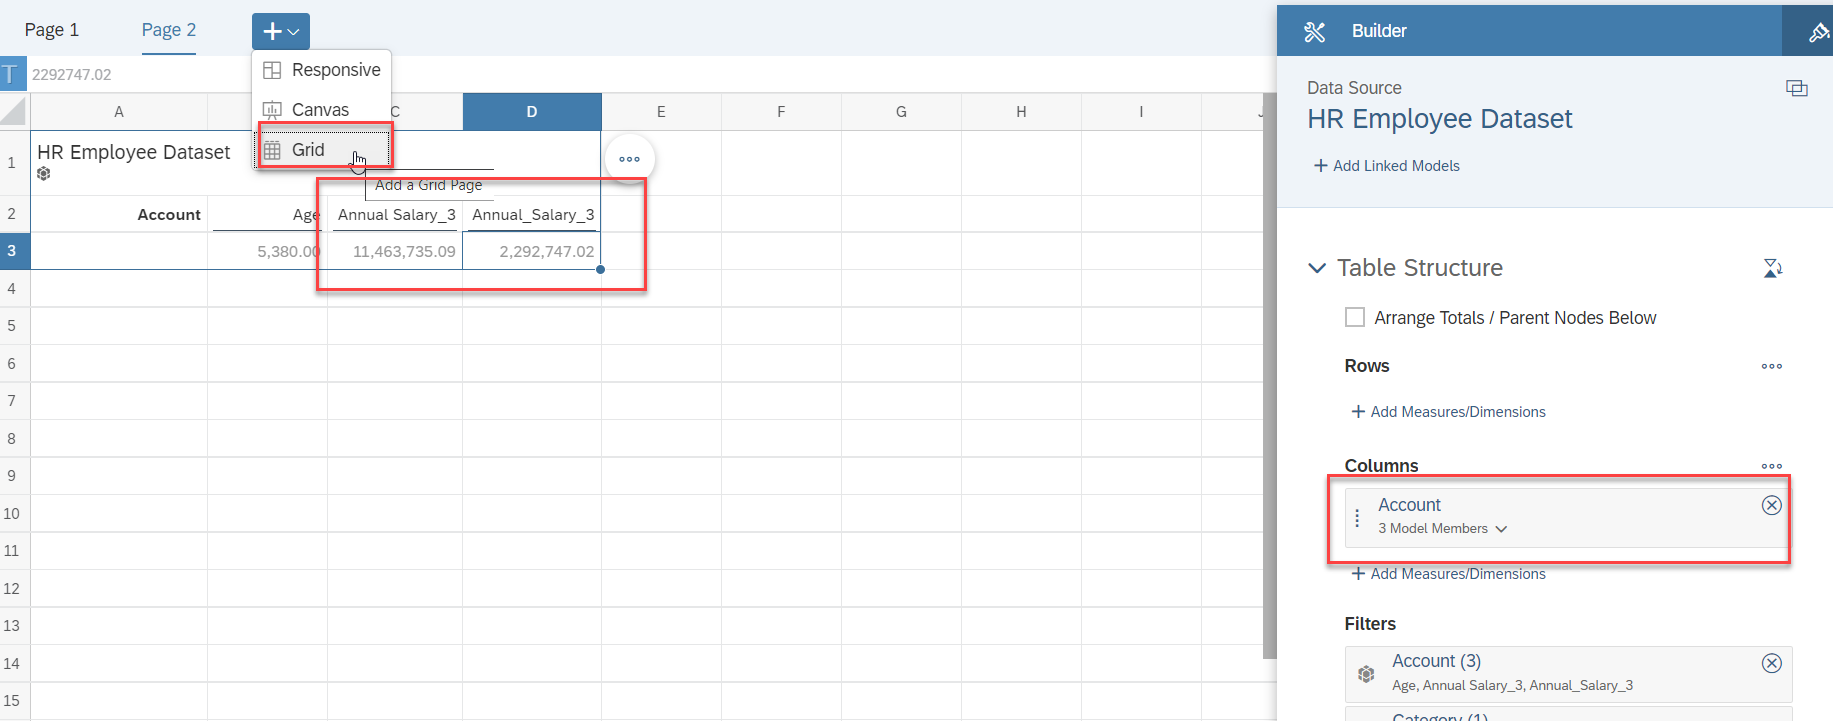 Page 1
Page 2
2292747.02
Responsive
Canvas
Grid
Add a Grid Page
A
C
D
E
F
G
H
I
1
HR Employee Dataset
2
Account
Age
Annual Salary_3
Annual_Salary_3
3
5,380.00
11,463,735.09
2,292,747.02
4
5
6
7
8
9
10
11
12
13
14
15
Builder
Data Source
HR Employee Dataset
Add Linked Models
Table Structure
Arrange Totals / Parent Nodes Below
Rows
Add Measures/Dimensions
Columns
Account
3 Model Members
Add Measures/Dimensions
Filters
Account (3)
Age, Annual Salary_3, Annual_Salary_3
Category (1)